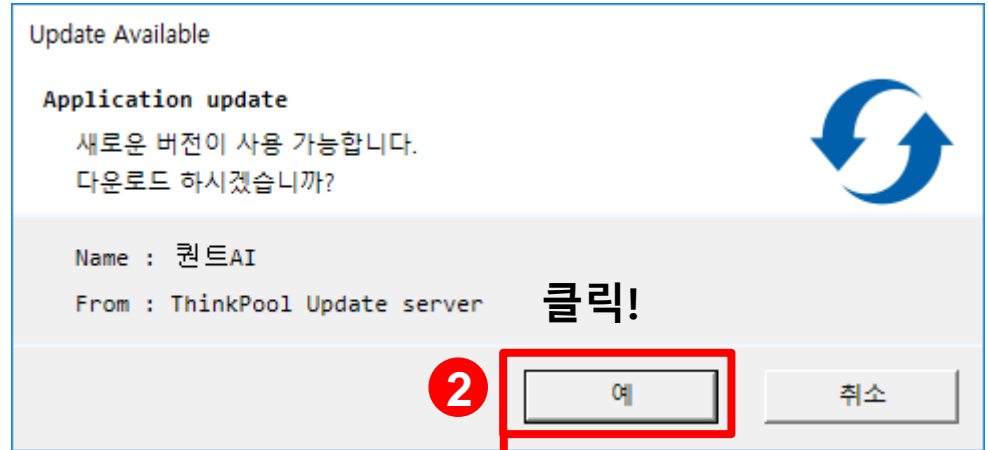 Update Available
Application update
새로운 버전이 사용 가능합니다.
다운로드 하시겠습니까?
Name : 퀀트AI
From : ThinkPool Update server
클릭!
2
예
취소